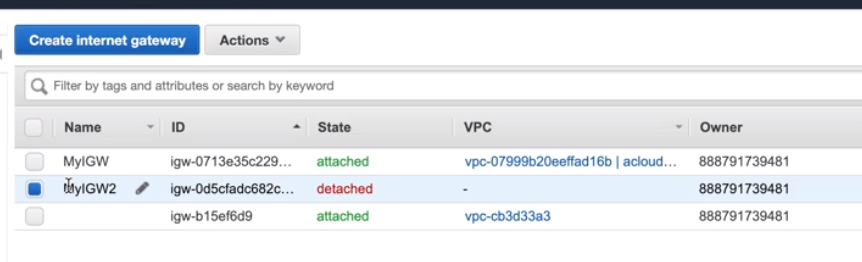 Create internet gateway Actions
Filter by tags and attributes or search by keyword
Name ID State VPC Owner
MyIGW igw-0713e35c229... attached vpc-07999b20eeffad16b | acloud... 888791739481
MyIGW2 igw-0d5cfadc682c... detached - 888791739481
igw-b15ef6d9 attached vpc-cb3d33a3 888791739481